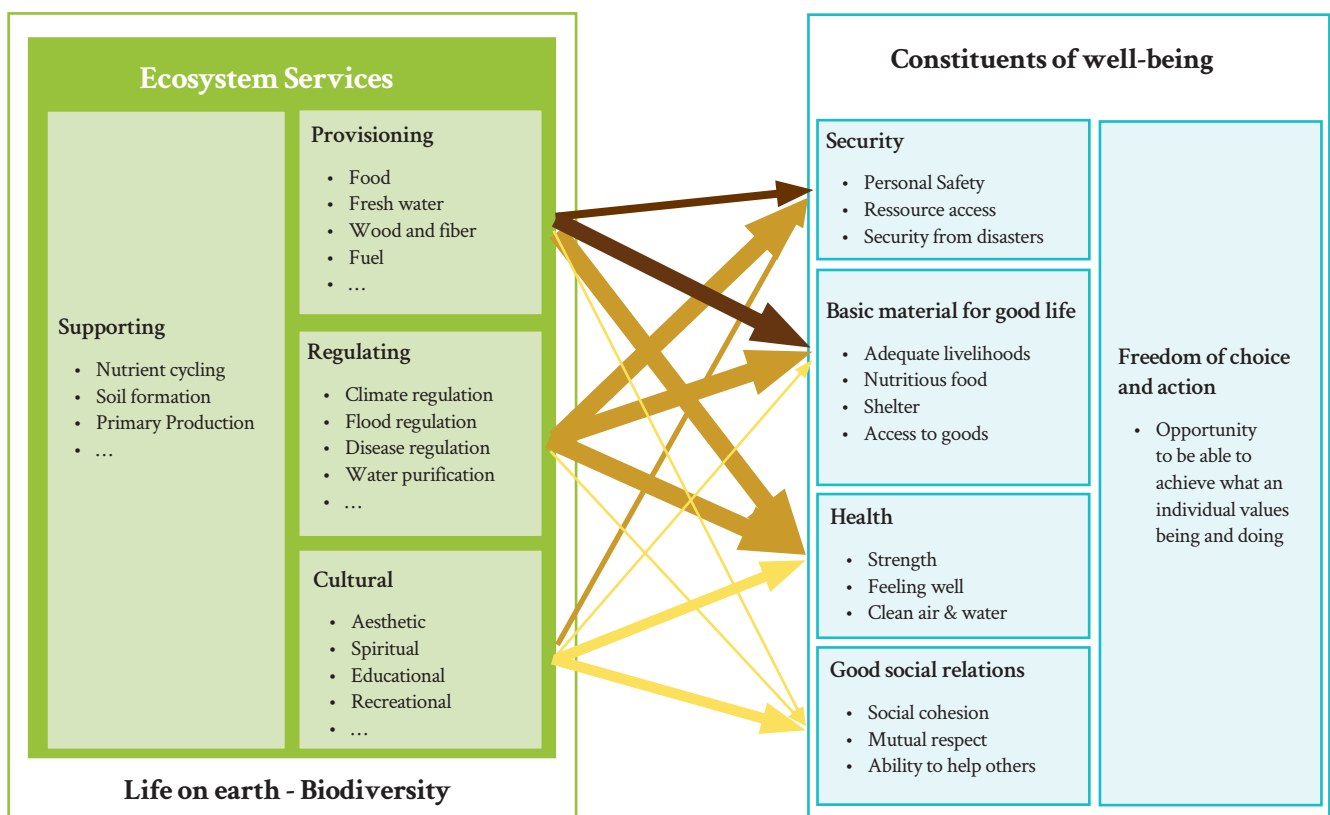 Ecosystem Services
Supporting
• Nutrient cycling
• Soil formation
• Primary Production
• …
Provisioning
• Food
• Fresh water
• Wood and fiber
• Fuel
• …
Regulating
• Climate regulation
• Flood regulation
• Disease regulation
• Water purification
• …
Cultural
• Aesthetic
• Spiritual
• Educational
• Recreational
• …
Life on earth - Biodiversity
Constituents of well-being
Security
• Personal Safety
• Ressource access
• Security from disasters
Basic material for good life
• Adequate livelihoods
• Nutritious food
• Shelter
• Access to goods
Health
• Strength
• Feeling well
• Clean air & water
Good social relations
• Social cohesion
• Mutual respect
• Ability to help others
Freedom of choice
and action
• Opportunity
to be able to
achieve what an
individual values
being and doing